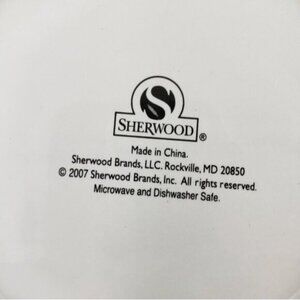 SHERWOOD®
Made in China.
Sherwood Brands, LLC. Rockville, MD 20850
© 2007 Sherwood Brands, Inc. All rights reserved.
Microwave and Dishwasher Safe.